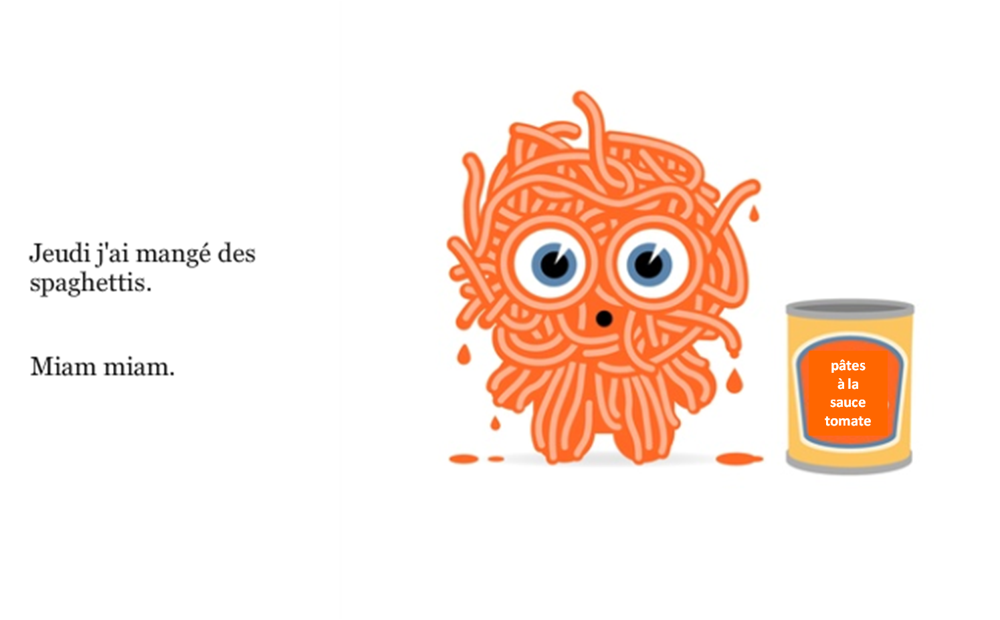 Jeudi j'ai mangé des
spaghettis.
Miam miam.
pâtes
à la
sauce
tomate